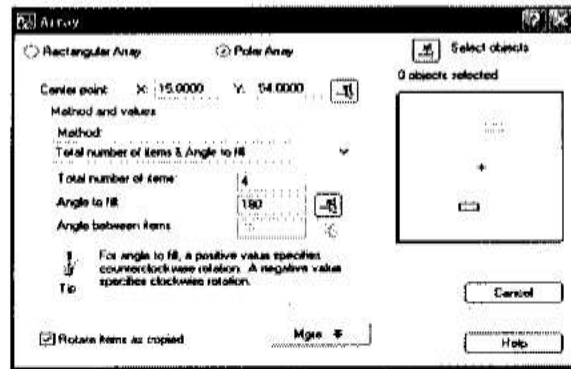 Array
Rectangular Array Polar Array Select objects
0 objects selected
Center point: X: 15.0000 Y: 54.0000
Method and values
Method:
Total number of items & Angle to fill
Total number of items: 4
Angle to fill: 180
Angle between items
For angle to fill, a positive value specifies
counterclockwise rotation. A negative value
specifies clockwise rotation.
Tip
Cancel
Rotate items as copied More Help